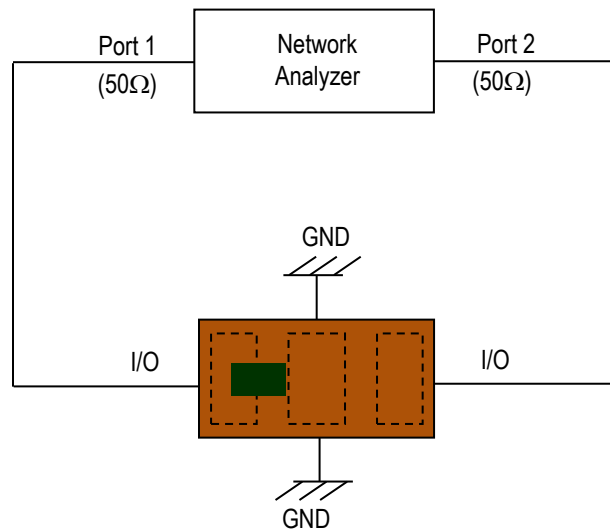 Port 1
(50Ω)
Network
Analyzer
Port 2
(50Ω)
GND
I/O
I/O
GND